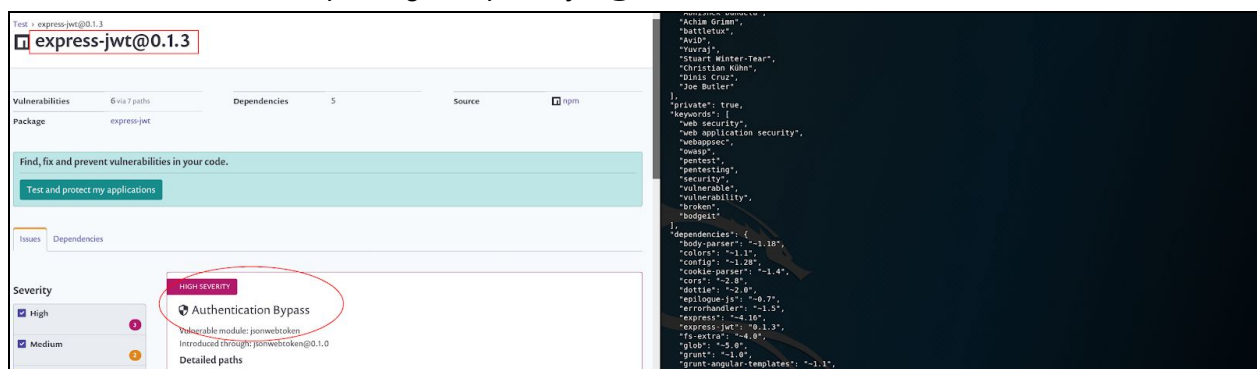 Test › express-jwt@0.1.3
express-jwt@0.1.3
Vulnerabilities 6 via 7 paths Dependencies 5 Source npm
Package express-jwt
Find, fix and prevent vulnerabilities in your code.
Test and protect my applications
Issues Dependencies
Severity
High
3
Medium
2
HIGH SEVERITY
Authentication Bypass
Vulnerable module: jsonwebtoken
Introduced through: jsonwebtoken@0.1.0
Detailed paths
"Achim Grimm",
"battletux",
"AviD",
"Yuvraj",
"Stuart Winter-Tear",
"Christian Kühn",
"Dinis Cruz",
"Joe Butler"
],
"private": true,
"keywords": [
"web security",
"web application security",
"webappsec",
"owasp",
"pentest",
"pentesting",
"security",
"vulnerable",
"vulnerability",
"broken",
"bodgeit"
],
"dependencies": {
"body-parser": "~1.18",
"colors": "~1.1",
"config": "~1.28",
"cookie-parser": "~1.4",
"cors": "~2.8",
"dottie": "~2.0",
"epilogue-js": "~0.7",
"errorhandler": "~1.5",
"express": "~4.16",
"express-jwt": "0.1.3",
"fs-extra": "~4.0",
"glob": "~5.0",
"grunt": "~1.0",
"grunt-angular-templates": "~1.1",